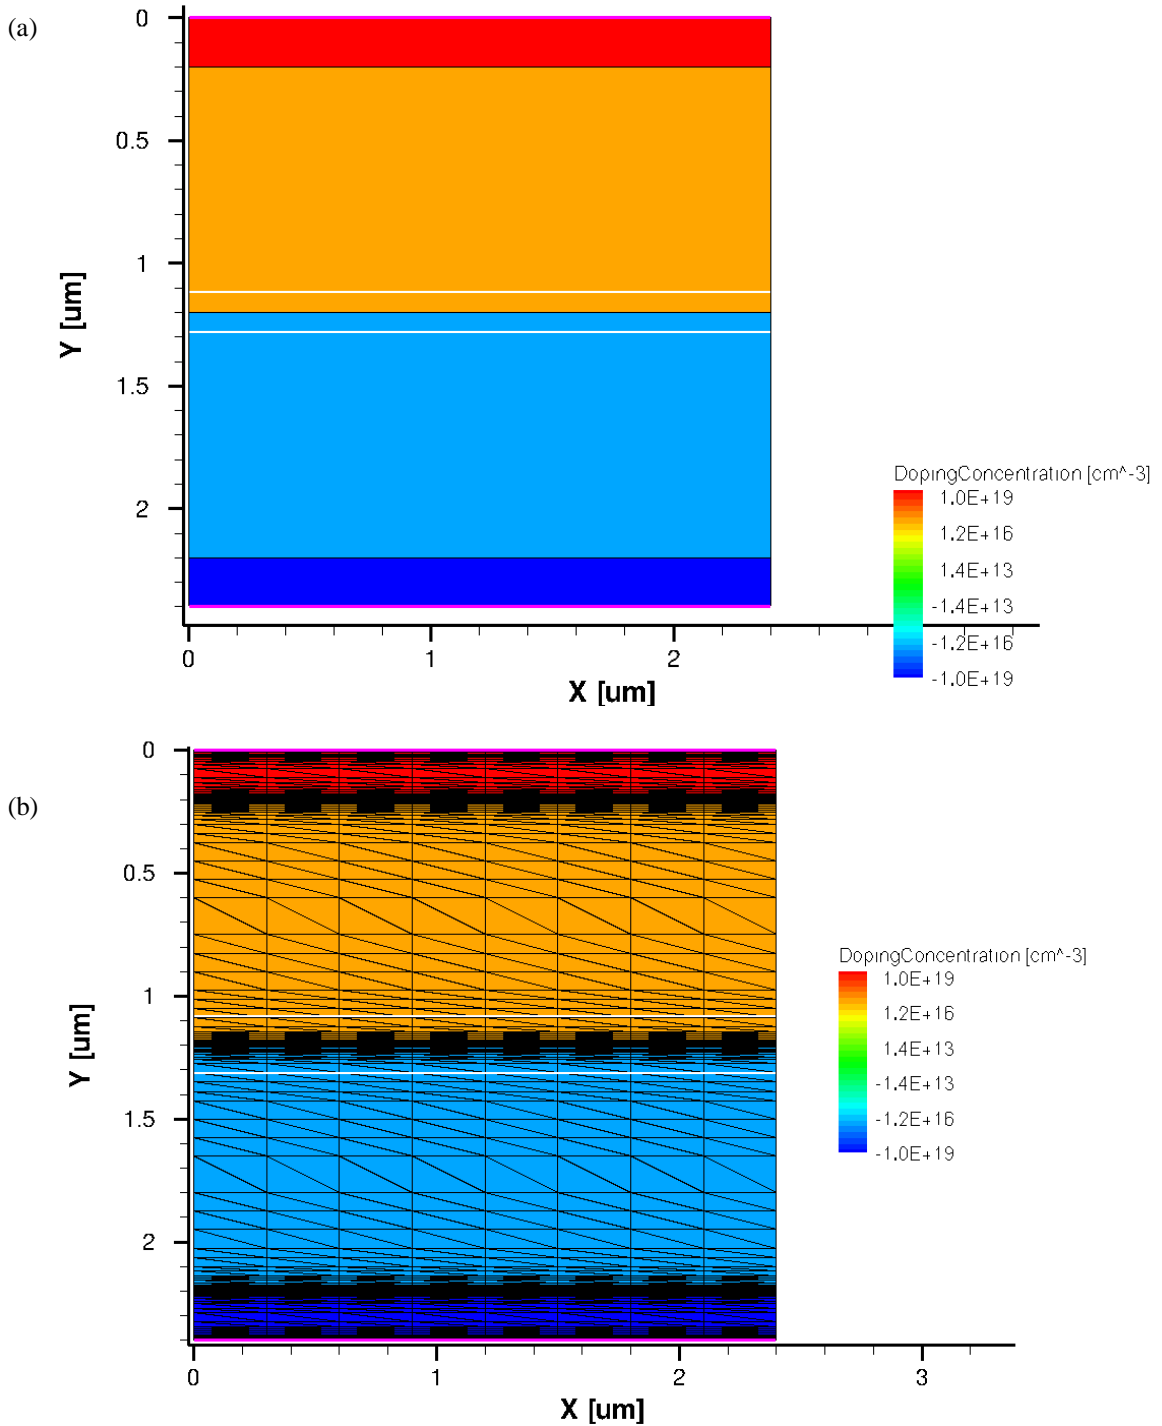 (a)
0
0.5
1
1.5
2
Y [um]
0
1
2
X [um]
DopingConcentration [cm^-3]
1.0E+19
1.2E+16
1.4E+13
-1.4E+13
-1.2E+16
-1.0E+19
(b)
0
0.5
1
1.5
2
Y [um]
0
1
2
3
X [um]
DopingConcentration [cm^-3]
1.0E+19
1.2E+16
1.4E+13
-1.4E+13
-1.2E+16
-1.0E+19